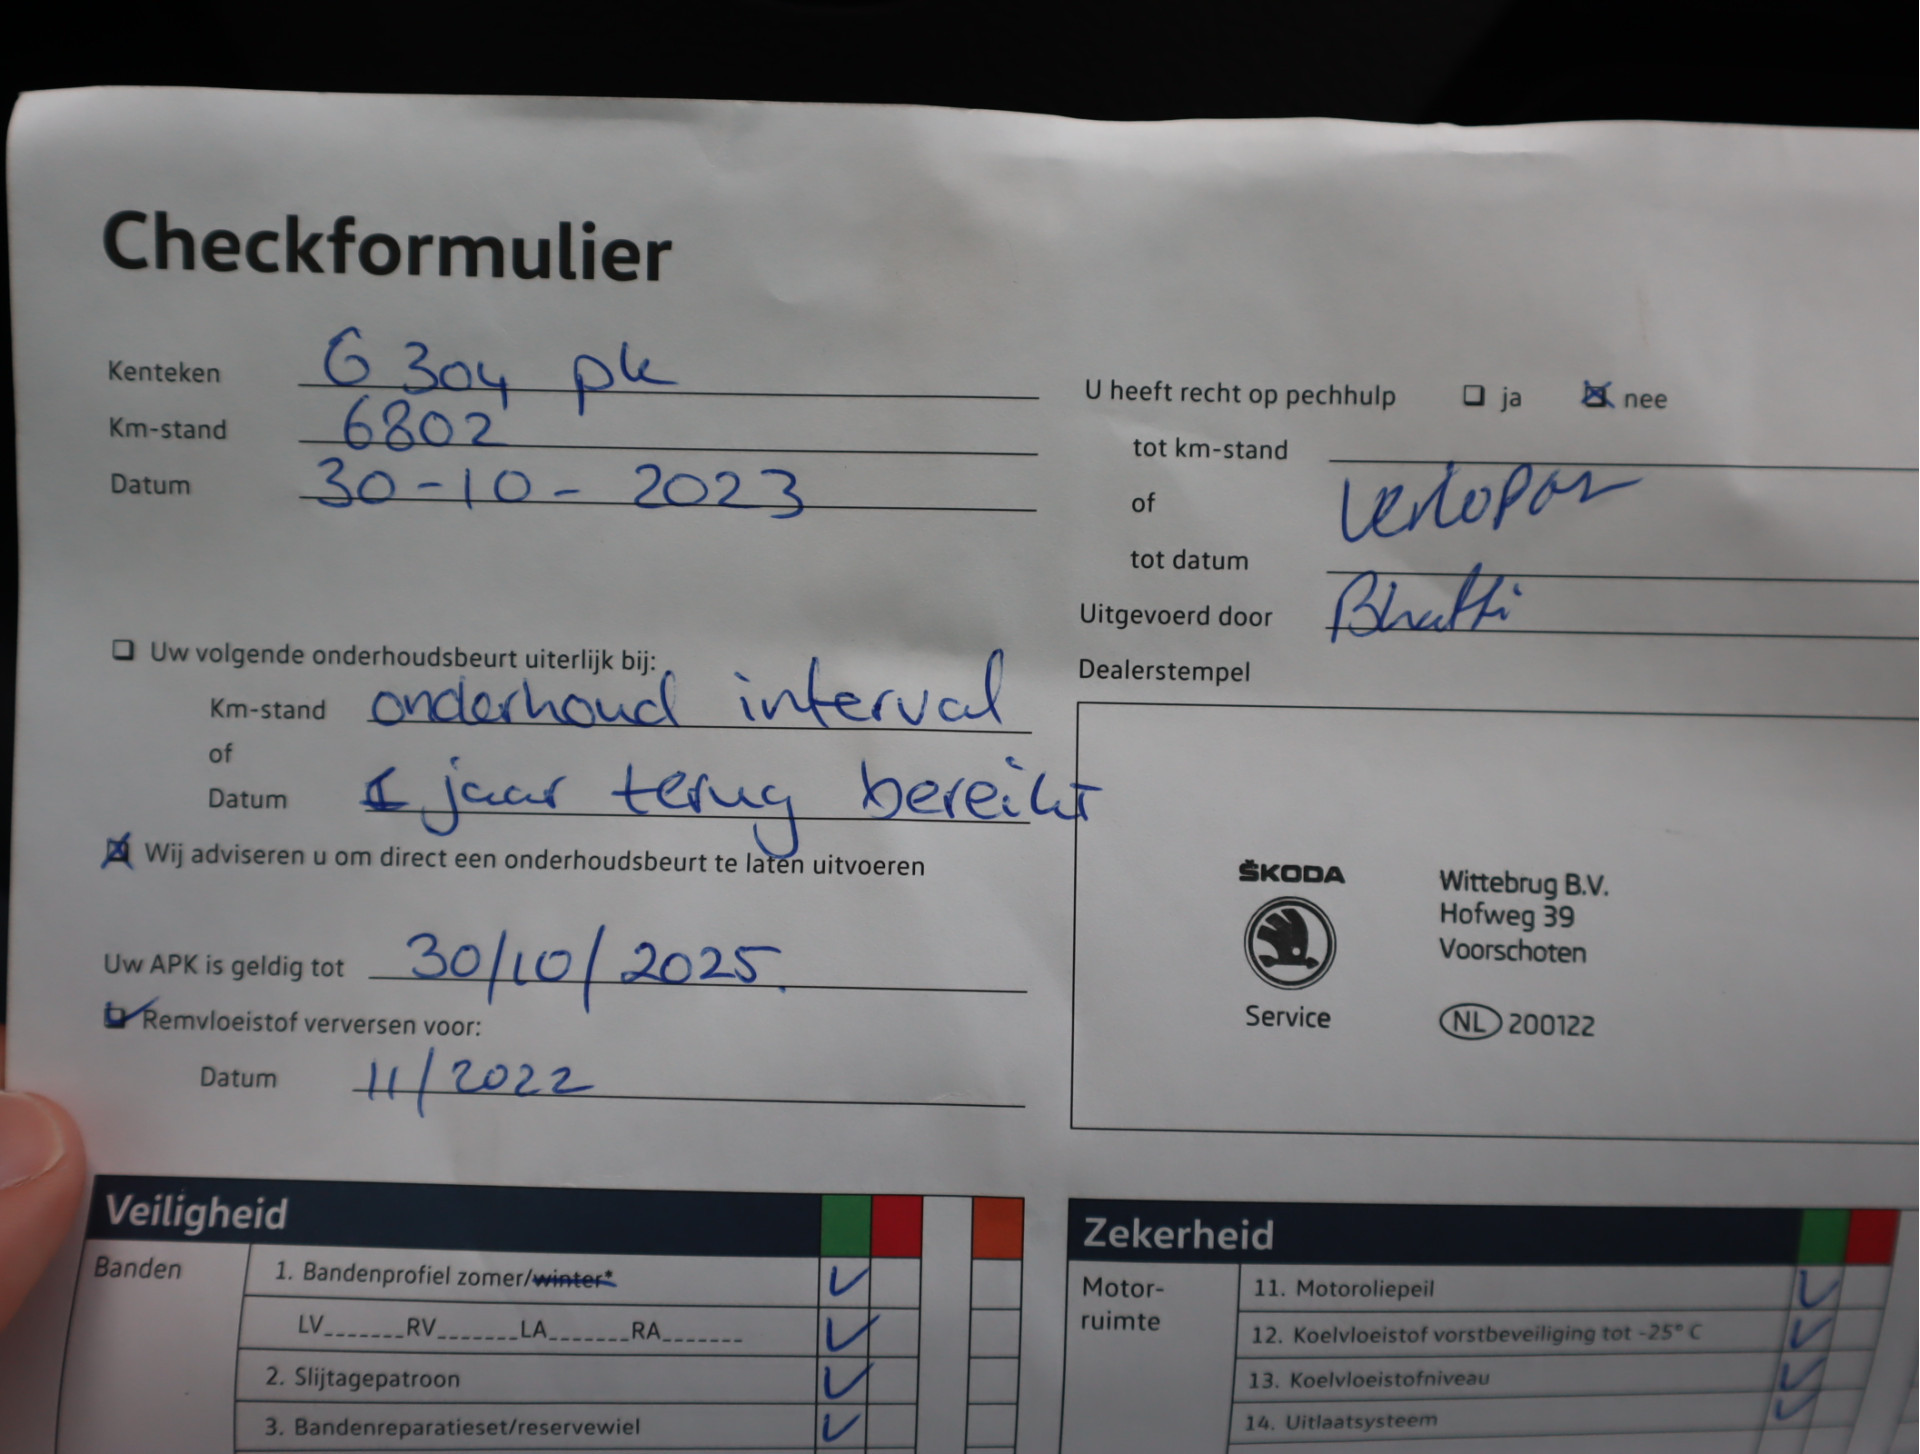 Checkformulier
Kenteken G 304 pk
Km-stand 6802
Datum 30-10-2023
U heeft recht op pechhulp ja nee
tot km-stand
of verlopen
tot datum
Uitgevoerd door Bhatti
Dealerstempel
Uw volgende onderhoudsbeurt uiterlijk bij:
Km-stand onderhoud interval
of
Datum 1 jaar terug bereikt
Wij adviseren u om direct een onderhoudsbeurt te laten uitvoeren
Uw APK is geldig tot 30/10/2025.
Remvloeistof verversen voor:
Datum 11/2022
ŠKODA
Service
Wittebrug B.V.
Hofweg 39
Voorschoten
NL 200122
Veiligheid
Banden
1. Bandenprofiel zomer/winter*
LV_______RV_______LA_______RA_______
2. Slijtagepatroon
3. Bandenreparatieset/reservewiel
Zekerheid
Motor-
ruimte
11. Motoroliepeil
12. Koelvloeistof vorstbeveiliging tot -25° C
13. Koelvloeistofniveau
14. Uitlaatsysteem